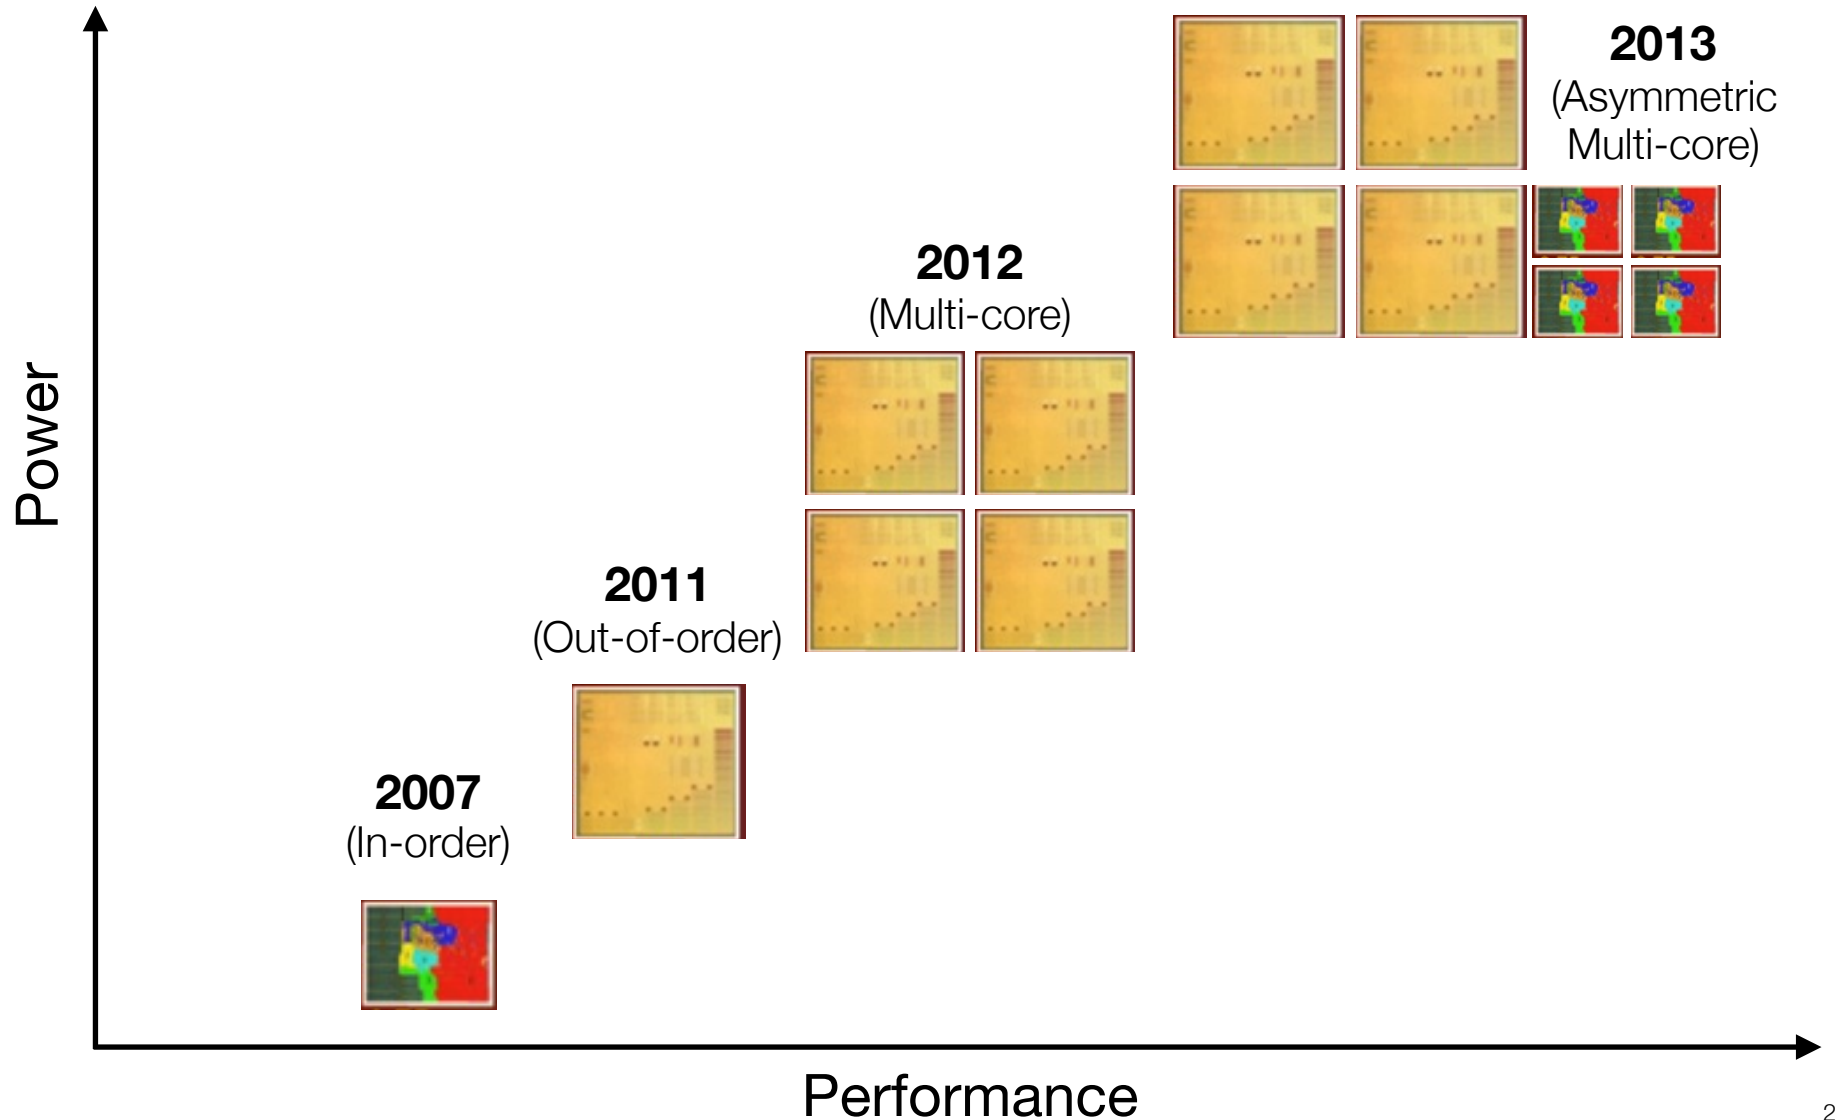 2013
(Asymmetric
Multi-core)
2012
(Multi-core)
Power
2011
(Out-of-order)
2007
(In-order)
Performance
2